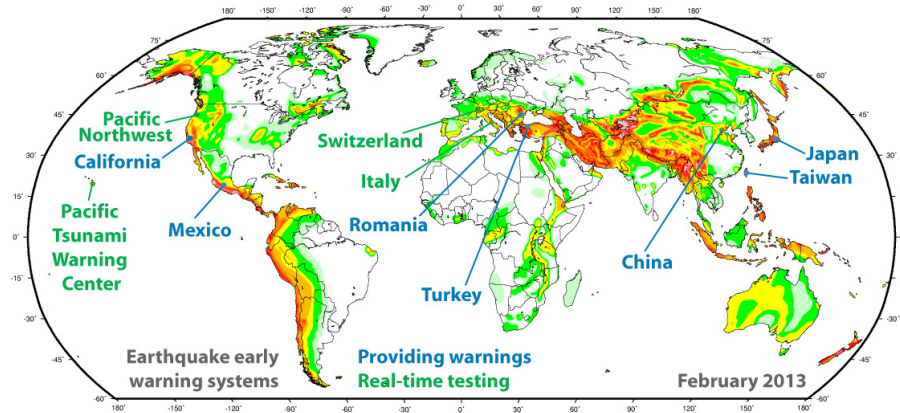 180° -150° -120° -90° -60° -30° 0° 30° 60° 90° 120° 150° 180°
75° 75°
60° 60°
45° 45°
30° 30°
15° 15°
0° 0°
-15° -15°
-30° -30°
-45° -45°
-60° -60°
Pacific
Northwest
California
Pacific
Tsunami
Warning
Center
Mexico
Switzerland
Italy
Romania
Turkey
China
Japan
Taiwan
Earthquake early
warning systems
Providing warnings
Real-time testing
February 2013
180° -150° -120° -90° -60° -30° 0° 30° 60° 90° 120° 150° 180°